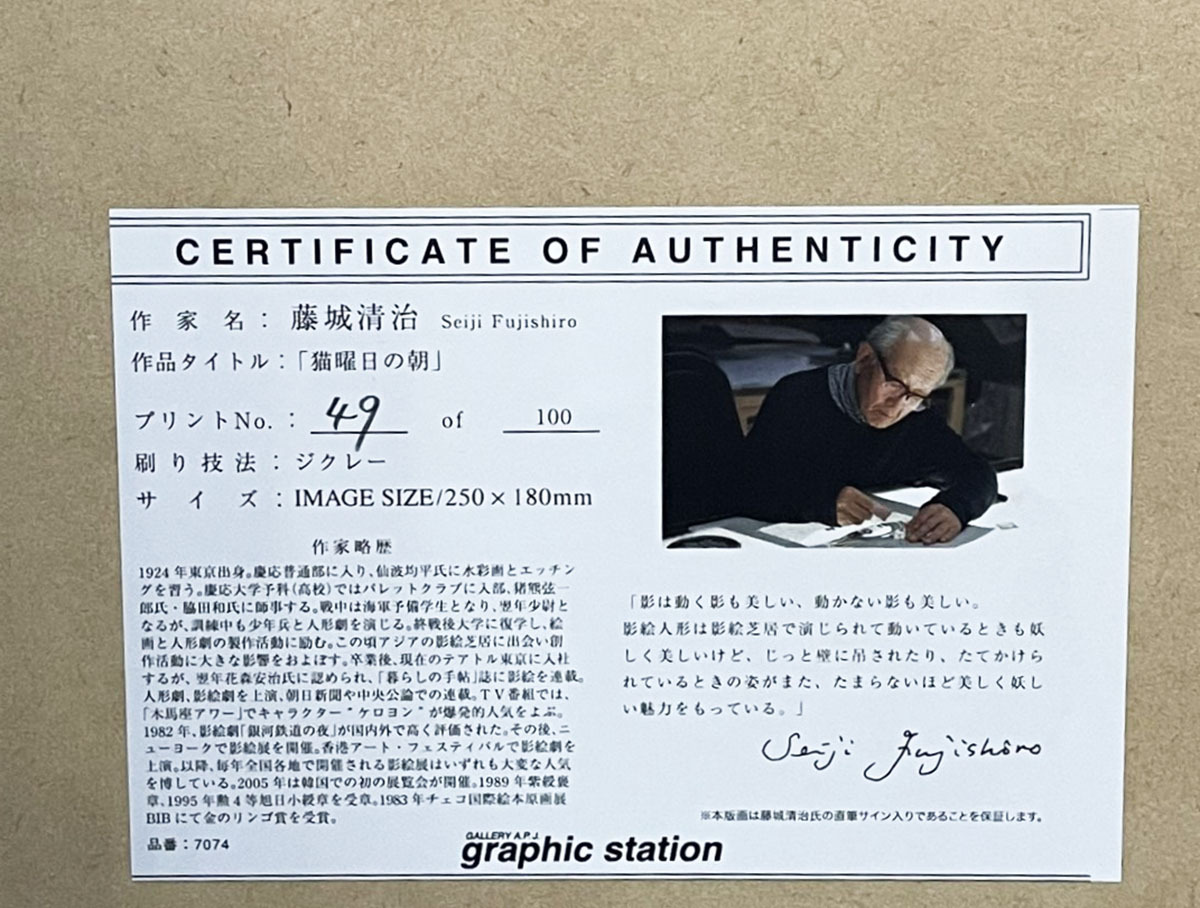 CERTIFICATE OF AUTHENTICITY
作家名：藤城清治 Seiji Fujishiro
作品タイトル：「猫曜日の朝」
プリントNo.：49 of 100
刷り技法：ジクレー
サイズ：IMAGE SIZE/250×180mm
作家略歴
1924年東京出身。慶応普通部に入り、仙波均平氏に水彩画とエッチン
グを習う。慶応大学予科(高校)ではパレットクラブに入部、猪熊弦一
郎氏・脇田和氏に師事する。戦中は海軍予備学生となり、翌年少尉と
なるが、訓練中も少年兵と人形劇を演じる。終戦後大学に復学し、絵
画と人形劇の製作活動に励む。この頃アジアの影絵芝居に出会い創
作活動に大きな影響をおよぼす。卒業後、現在のテアトル東京に入社
するが、翌年花森安治氏に認められ、「暮らしの手帖」誌に影絵を連載。
人形劇、影絵劇を上演、朝日新聞や中央公論での連載。TV番組では、
「木馬座アワー」でキャラクター"ケロヨン"が爆発的人気をよぶ。
1982年、影絵劇「銀河鉄道の夜」が国内外で高く評価された。その後、ニ
ューヨークで影絵展を開催。香港アート・フェスティバルで影絵劇を
上演。以降、毎年全国各地で開催される影絵展はいずれも大変な人気
を博している。2005年は韓国での初の展覧会が開催。1989年紫綬褒
章、1995年勲4等旭日小綬章を受章。1983年チェコ国際絵本原画展
BIBにて金のリンゴ賞を受賞。
品番：7074
「影は動く影も美しい、動かない影も美しい。
影絵人形は影絵芝居で演じられて動いているときも妖
しく美しいけど、じっと壁に吊されたり、たてかけら
れているときの姿がまた、たまらないほど美しく妖し
い魅力をもっている。」
Seiji Fujishiro
※本版画は藤城清治氏の直筆サイン入りであることを保証します。
GALLERY A.P.J.
graphic station